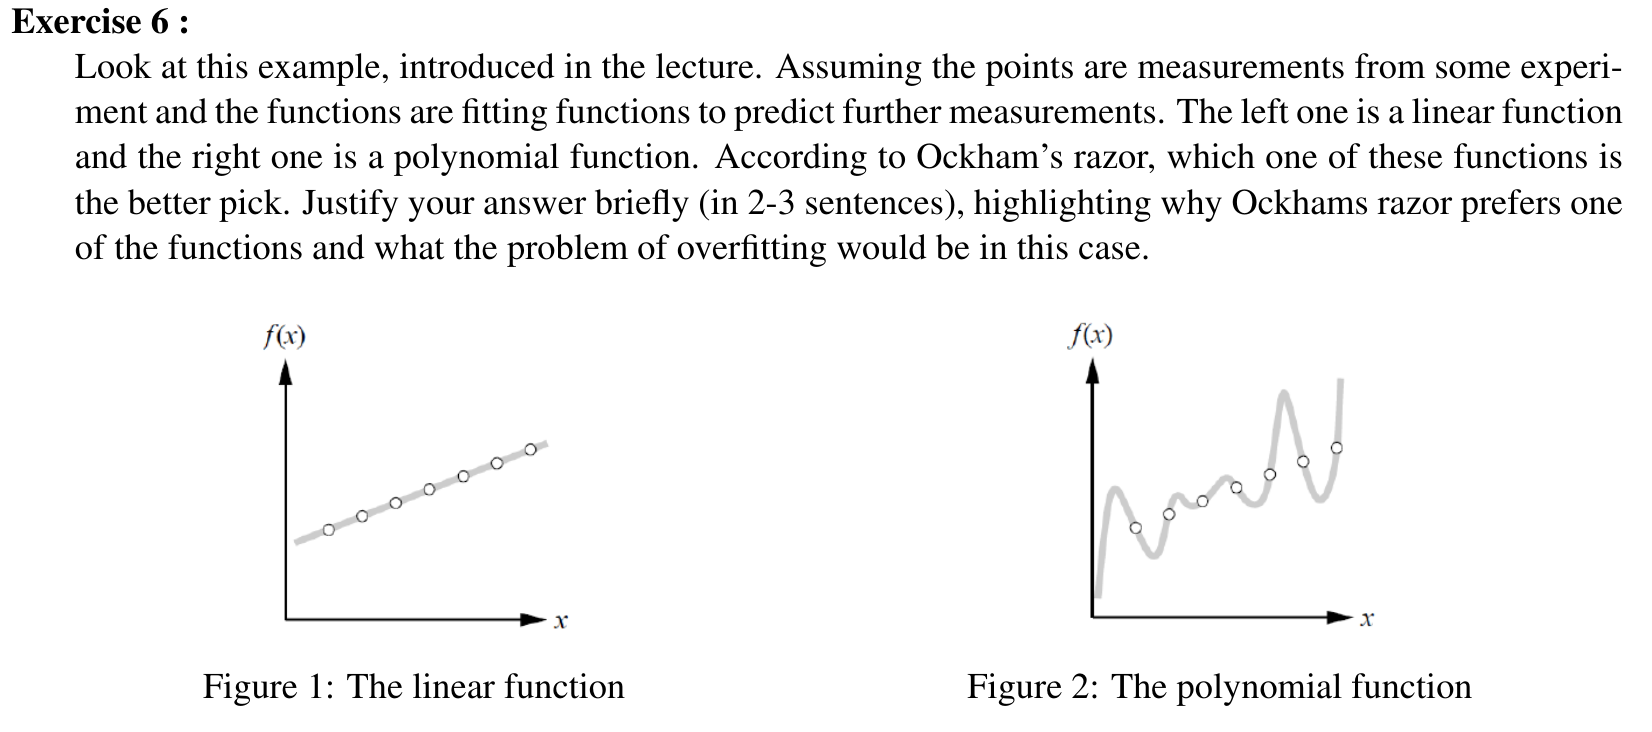 Exercise 6 :
Look at this example, introduced in the lecture. Assuming the points are measurements from some experi-
ment and the functions are fitting functions to predict further measurements. The left one is a linear function
and the right one is a polynomial function. According to Ockham's razor, which one of these functions is
the better pick. Justify your answer briefly (in 2-3 sentences), highlighting why Ockhams razor prefers one
of the functions and what the problem of overfitting would be in this case.
f(x)
x
Figure 1: The linear function
f(x)
x
Figure 2: The polynomial function